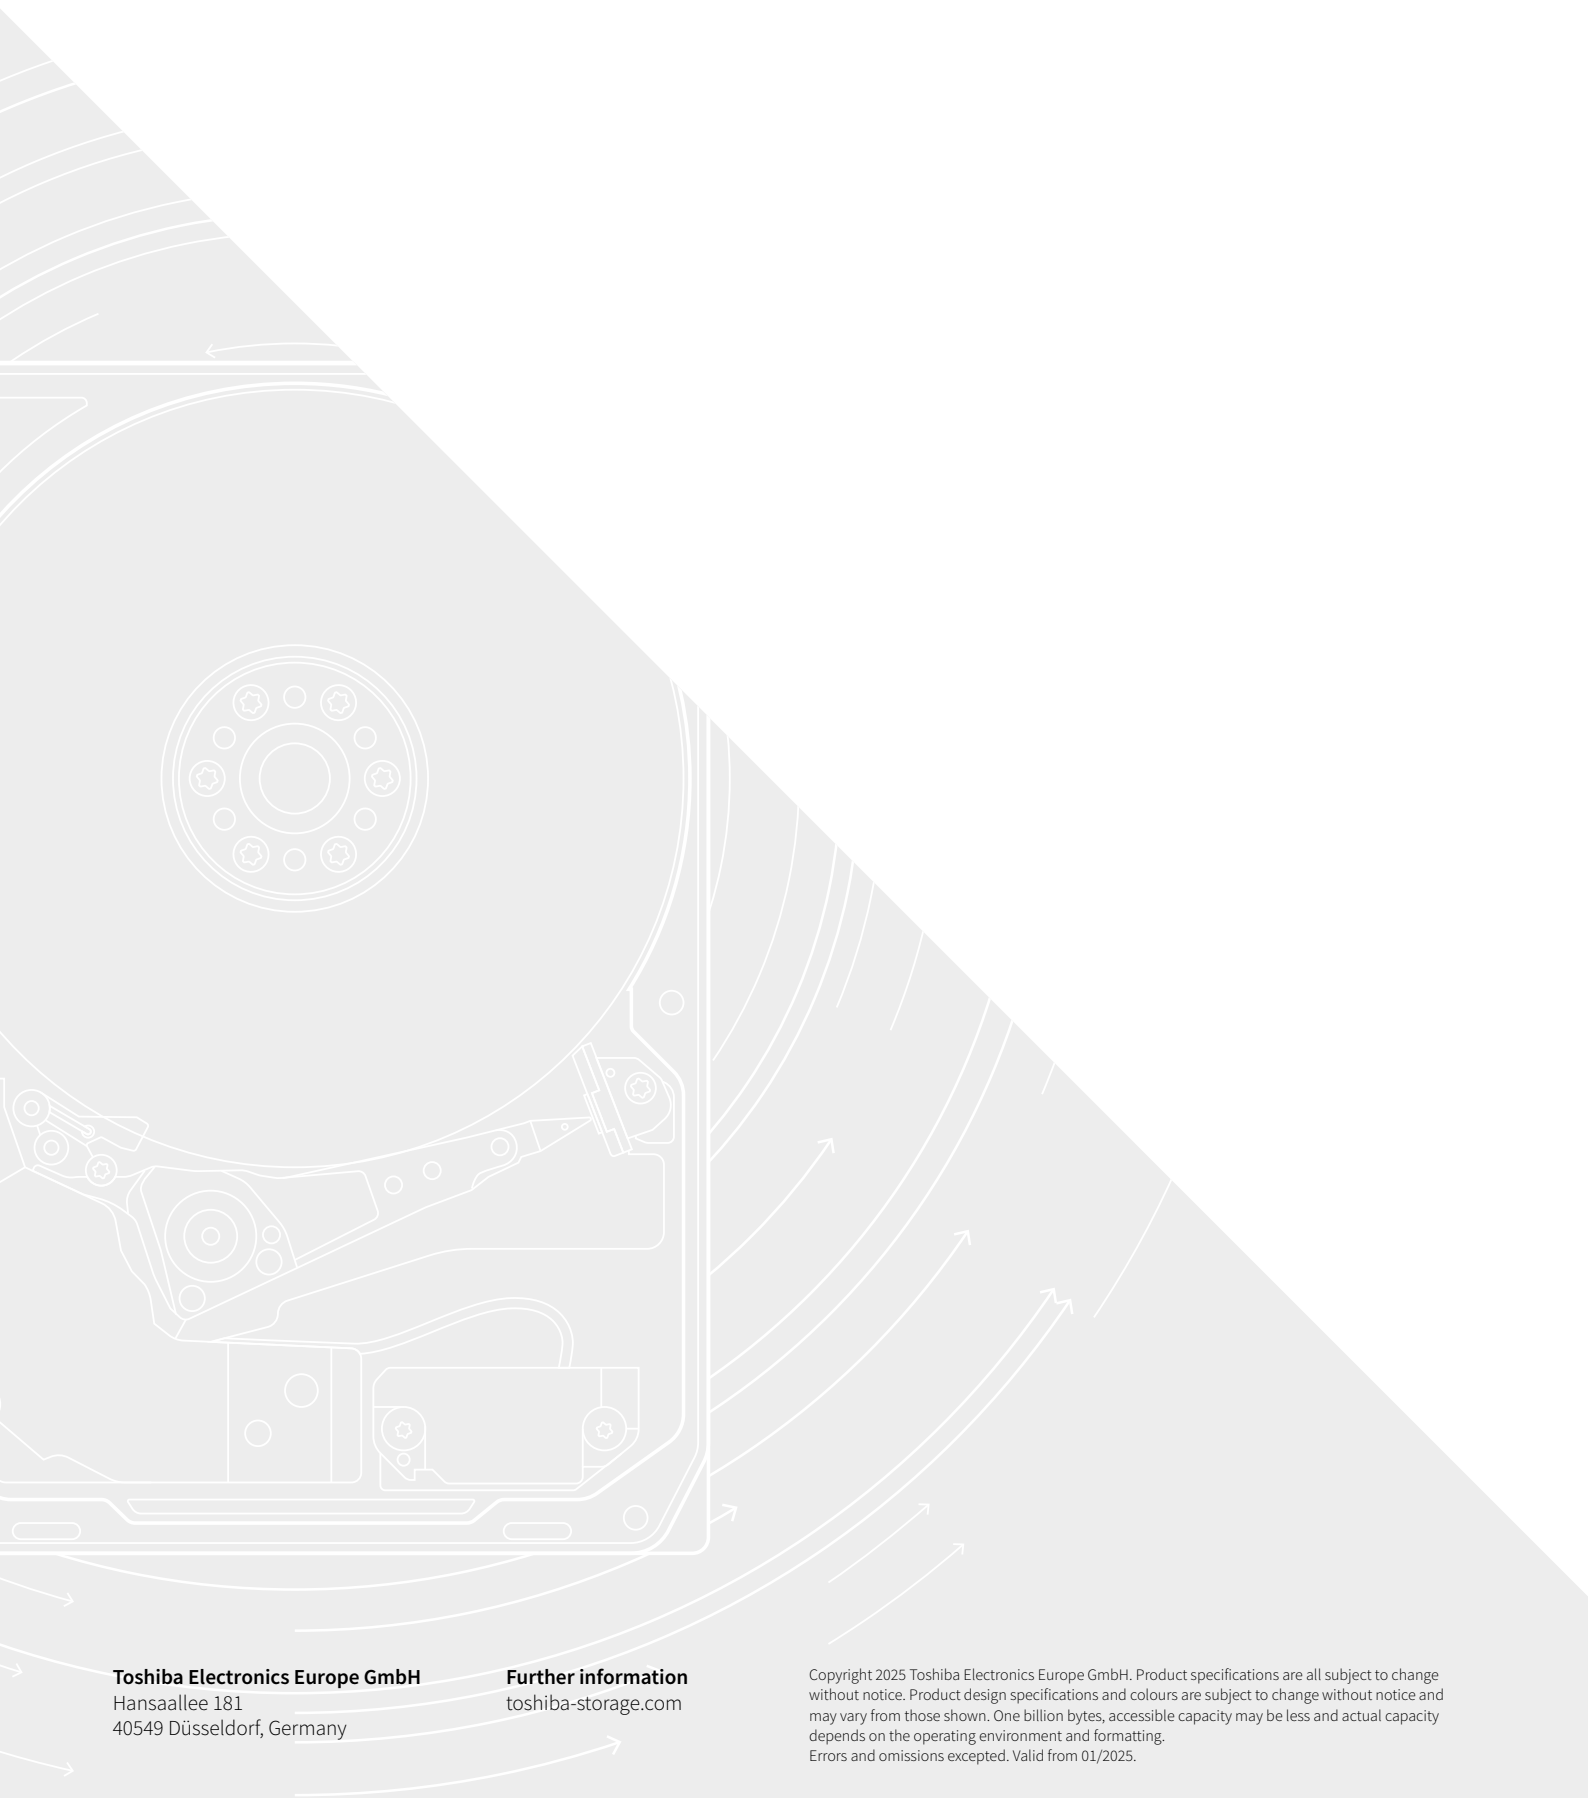 Toshiba Electronics Europe GmbH
Hansaallee 181
40549 Düsseldorf, Germany
Further information
toshiba-storage.com
Copyright 2025 Toshiba Electronics Europe GmbH. Product specifications are all subject to change
without notice. Product design specifications and colours are subject to change without notice and
may vary from those shown. One billion bytes, accessible capacity may be less and actual capacity
depends on the operating environment and formatting.
Errors and omissions excepted. Valid from 01/2025.